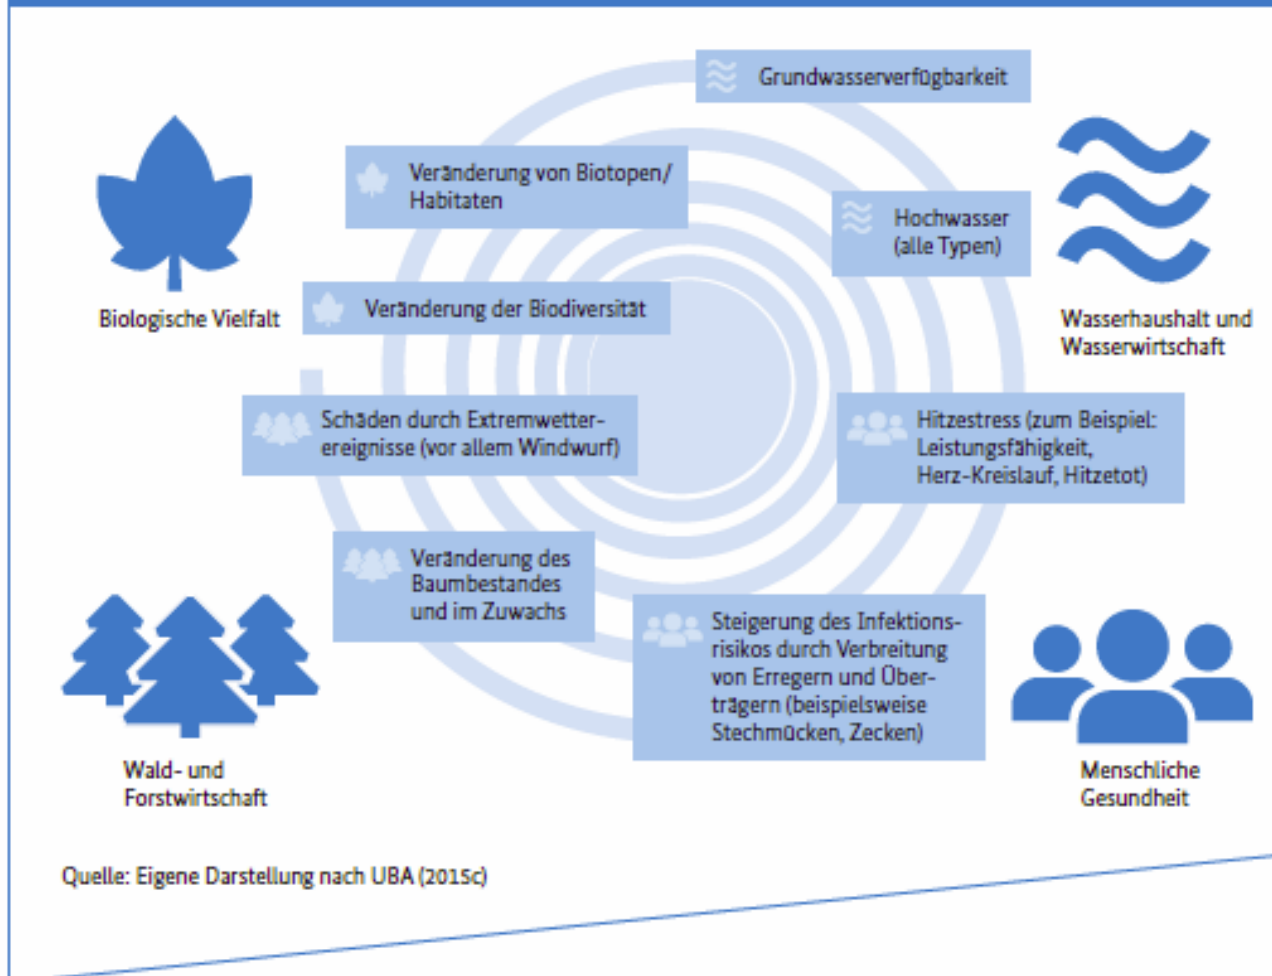 Grundwasserverfügbarkeit
Veränderung von Biotopen/
Habitaten
Hochwasser
(alle Typen)
Veränderung der Biodiversität
Biologische Vielfalt
Wasserhaushalt und
Wasserwirtschaft
Schäden durch Extremwetter-
ereignisse (vor allem Windwurf)
Hitzestress (zum Beispiel:
Leistungsfähigkeit,
Herz-Kreislauf, Hitzetot)
Veränderung des
Baumbestandes
und im Zuwachs
Steigerung des Infektions-
risikos durch Verbreitung
von Erregern und Über-
trägern (beispielsweise
Stechmücken, Zecken)
Wald- und
Forstwirtschaft
Menschliche
Gesundheit
Quelle: Eigene Darstellung nach UBA (2015c)